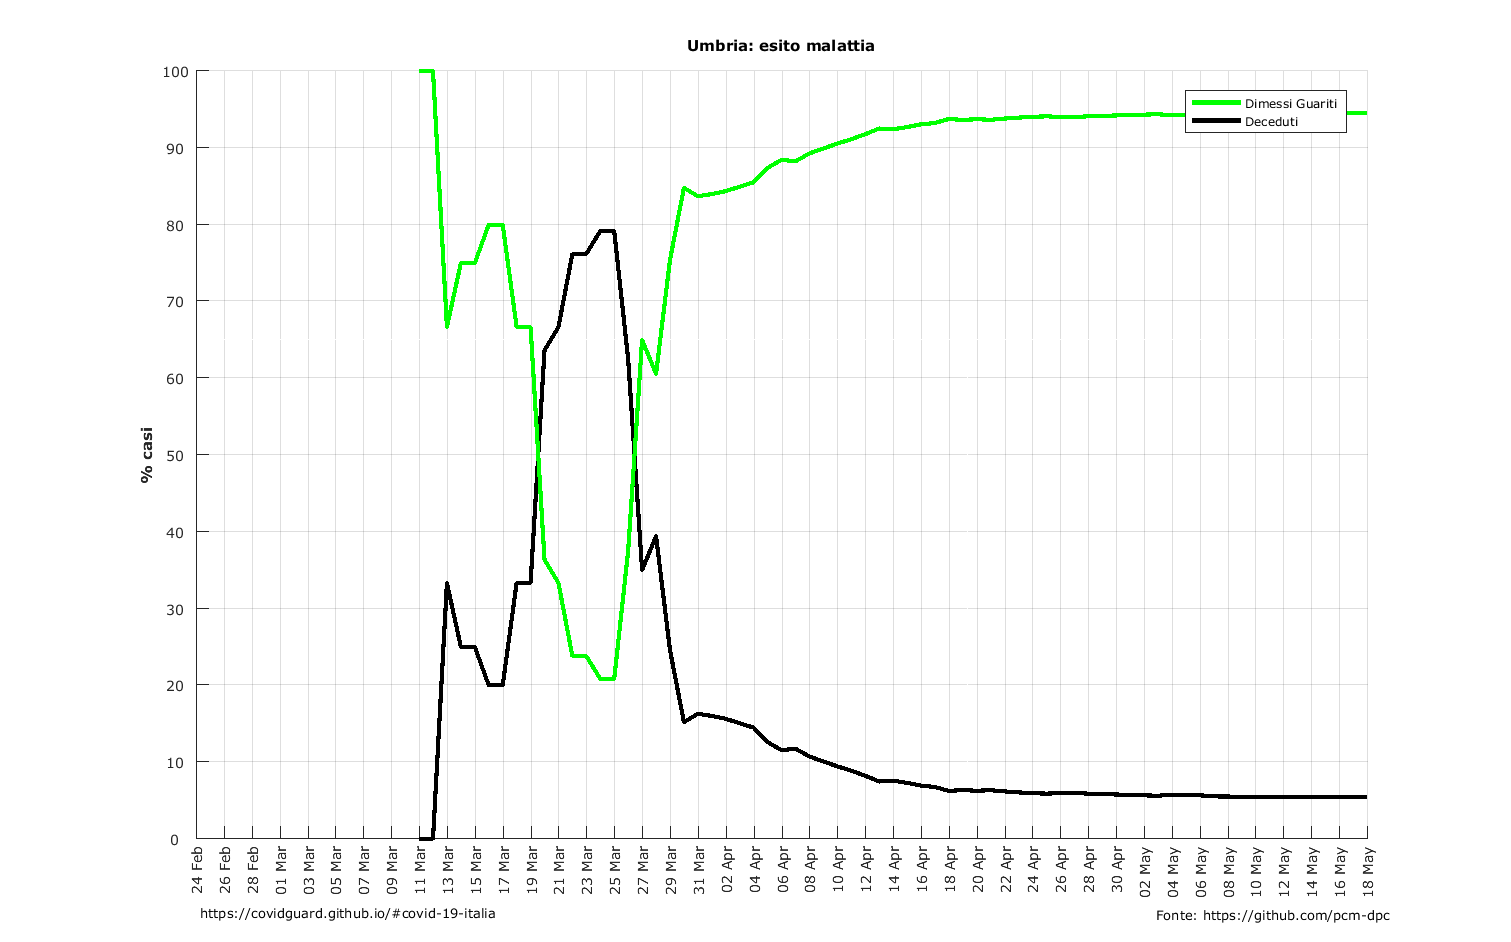 Umbria: esito malattia
100
90
80
70
60
50
40
30
20
10
0
% casi
Dimessi Guariti
Deceduti
24 Feb
26 Feb
28 Feb
01 Mar
03 Mar
05 Mar
07 Mar
09 Mar
11 Mar
13 Mar
15 Mar
17 Mar
19 Mar
21 Mar
23 Mar
25 Mar
27 Mar
29 Mar
31 Mar
02 Apr
04 Apr
06 Apr
08 Apr
10 Apr
12 Apr
14 Apr
16 Apr
18 Apr
20 Apr
22 Apr
24 Apr
26 Apr
28 Apr
30 Apr
02 May
04 May
06 May
08 May
10 May
12 May
14 May
16 May
18 May
https://covidguard.github.io/#covid-19-italia
Fonte: https://github.com/pcm-dpc